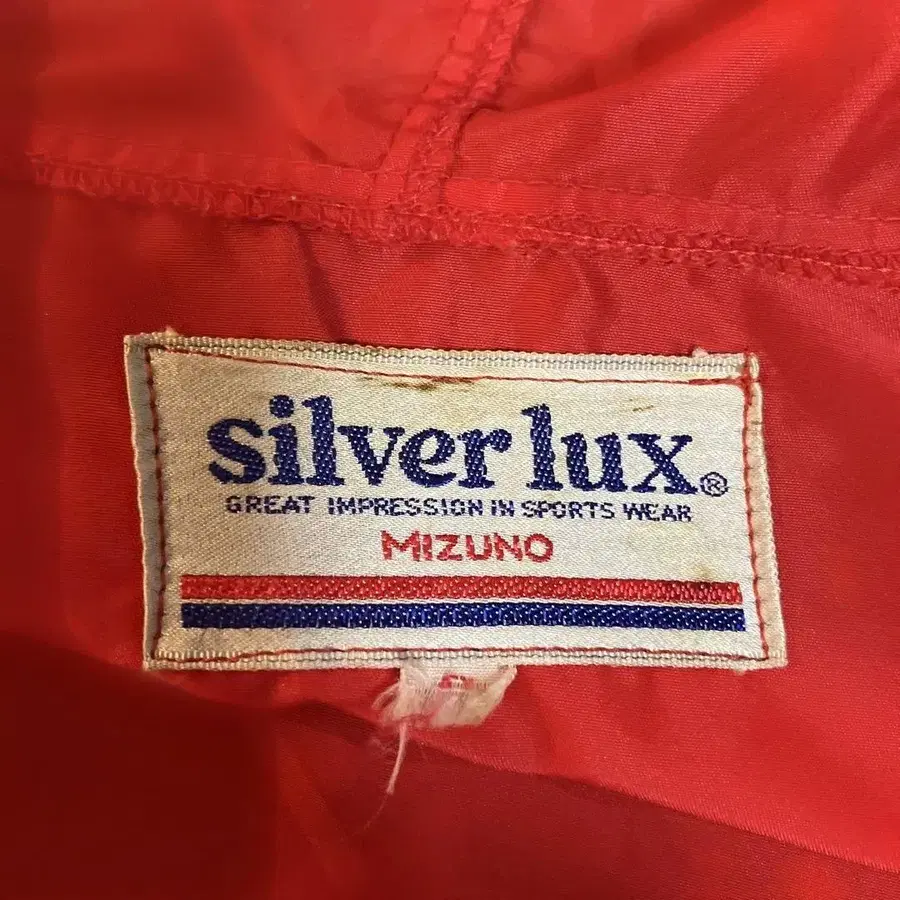 silver lux®
GREAT IMPRESSION IN SPORTS WEAR
MIZUNO